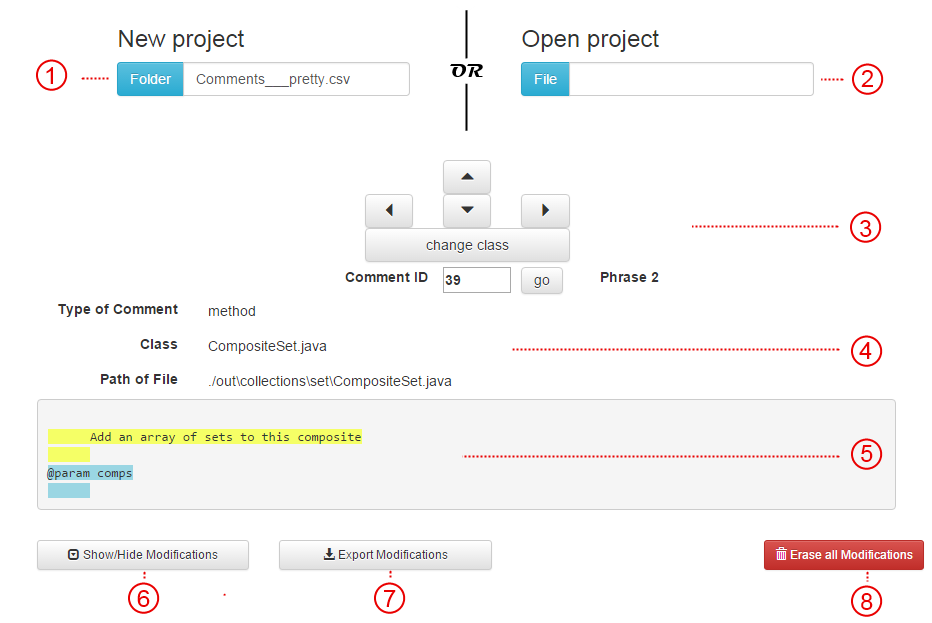 New project
OR
Open project
1
Folder Comments___pretty.csv
File
2
3
change class
Comment ID 39 go Phrase 2
Type of Comment method
Class CompositeSet.java
4
Path of File ./out\collections\set\CompositeSet.java
Add an array of sets to this composite
5
@param comps
Show/Hide Modifications
Export Modifications
Erase all Modifications
6
7
8